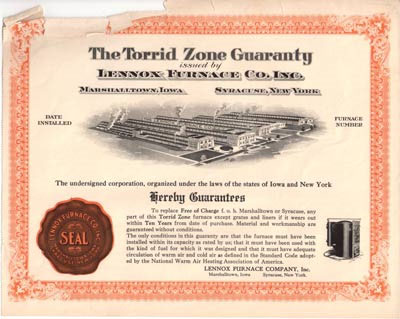 The Torrid Zone Guaranty
issued by
LENNOX FURNACE CO. INC.
MARSHALLTOWN, IOWA SYRACUSE, NEW YORK
DATE
INSTALLED
FURNACE
NUMBER
The undersigned corporation, organized under the laws of the states of Iowa and New York
Hereby Guarantees
To replace Free of Charge f. o. b. Marshalltown or Syracuse, any
part of this Torrid Zone furnace except grates and liners if it wears out
within Ten Years from date of purchase. Material and workmanship are
guaranteed without conditions.
The only conditions in this guaranty are that the furnace must have been
installed within its capacity as rated by us; that it must have been used with
the kind of fuel for which it was designed and that it must have adequate
circulation of warm air and cold air as defined in the Standard Code adopt-
ed by the National Warm Air Heating Association of America.
LENNOX FURNACE COMPANY, Inc.
Marshalltown, Iowa Syracuse, New York.
LENNOX FURNACE CO. INC.
SEAL